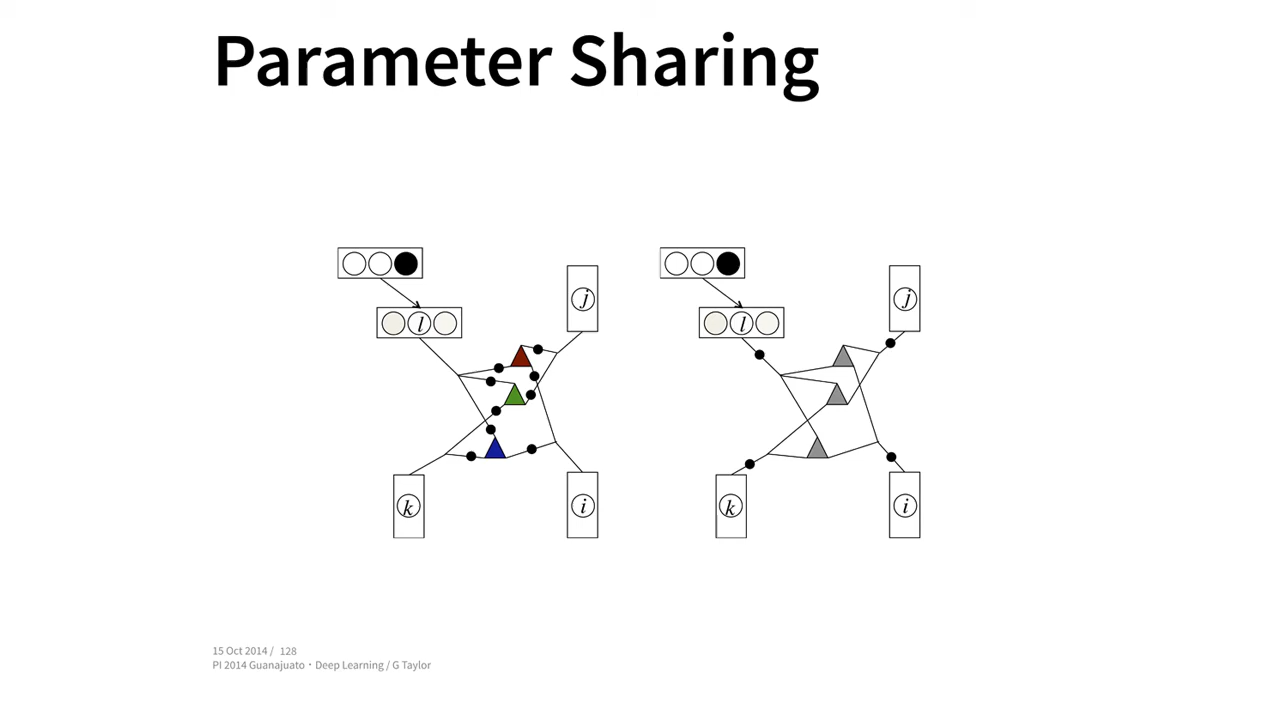 Parameter Sharing
j
j
l
l
k
i
k
i
15 Oct 2014 / 128
PI 2014 Guanajuato · Deep Learning / G Taylor